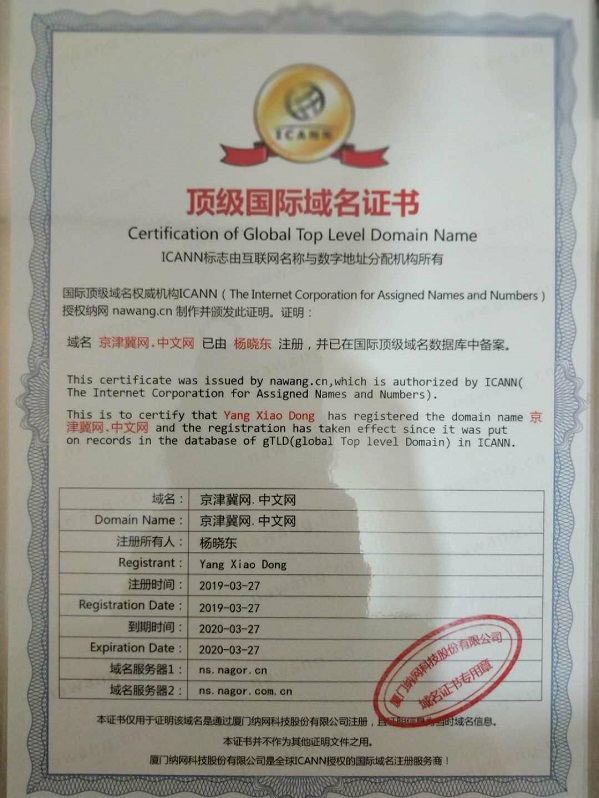 ICANN
顶级国际域名证书
Certification of Global Top Level Domain Name
ICANN标志由互联网名称与数字地址分配机构所有
国际顶级域名权威机构ICANN（The Internet Corporation for Assigned Names and Numbers）
授权纳网 nawang.cn 制作并颁发此证明。证明：
域名 京津冀网.中文网 已由 杨晓东 注册，并已在国际顶级域名数据库中备案。
This certificate was issued by nawang.cn,which is authorized by ICANN(
The Internet Corporation for Assigned Names and Numbers).
This is to certify that Yang Xiao Dong has registered the domain name 京
津冀网.中文网 and the registration has taken effect since it was put
on records in the database of gTLD(global Top level Domain) in ICANN.
域名： 京津冀网.中文网
Domain Name： 京津冀网.中文网
注册所有人： 杨晓东
Registrant： Yang Xiao Dong
注册时间： 2019-03-27
Registration Date： 2019-03-27
到期时间： 2020-03-27
Expiration Date： 2020-03-27
域名服务器1： ns.nagor.cn
域名服务器2： ns.nagor.com.cn
厦门纳网科技股份有限公司
域名证书专用章
本证书仅用于证明该域名是通过厦门纳网科技股份有限公司注册，且证明信息为当时域名信息。
本证书并不作为其他证明文件之用。
厦门纳网科技股份有限公司是全球ICANN授权的国际域名注册服务商！